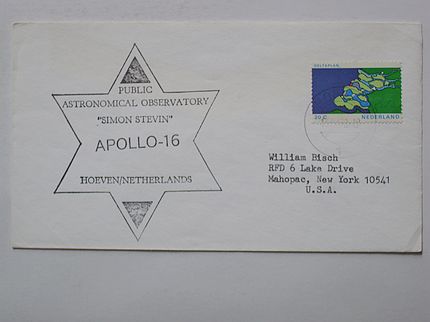 PUBLIC
ASTRONOMICAL OBSERVATORY
"SIMON STEVIN"
APOLLO-16
HOEVEN/NETHERLANDS
DELTAPLAN
20 C NEDERLAND
William Bisch
RFD 6 Lake Drive
Mahopac, New York 10541
U.S.A.